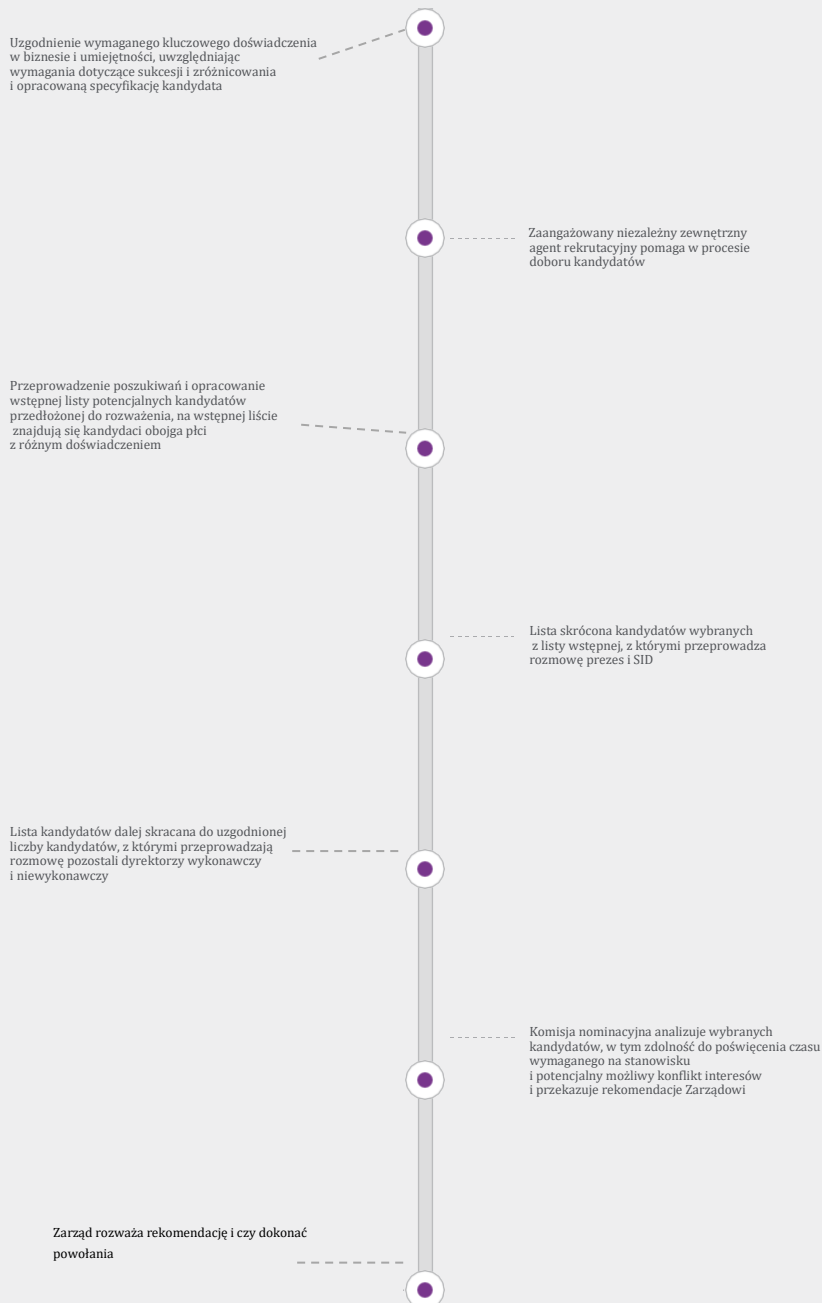 Uzgodnienie wymaganego kluczowego doświadczenia
w biznesie i umiejętności, uwzględniając
wymagania dotyczące sukcesji i zróżnicowania
i opracowaną specyfikację kandydata
Zaangażowany niezależny zewnętrzny
agent rekrutacyjny pomaga w procesie
doboru kandydatów
Przeprowadzenie poszukiwań i opracowanie
wstępnej listy potencjalnych kandydatów
przedłożonej do rozważenia, na wstępnej liście
znajdują się kandydaci obojga płci
z różnym doświadczeniem
Lista skrócona kandydatów wybranych
z listy wstępnej, z którymi przeprowadza
rozmowę prezes i SID
Lista kandydatów dalej skracana do uzgodnionej
liczby kandydatów, z którymi przeprowadzają
rozmowę pozostali dyrektorzy wykonawczy
i niewykonawczy
Komisja nominacyjna analizuje wybranych
kandydatów, w tym zdolność do poświęcenia czasu
wymaganego na stanowisku
i potencjalny możliwy konflikt interesów
i przekazuje rekomendacje Zarządowi
Zarząd rozważa rekomendację i czy dokonać
powołania